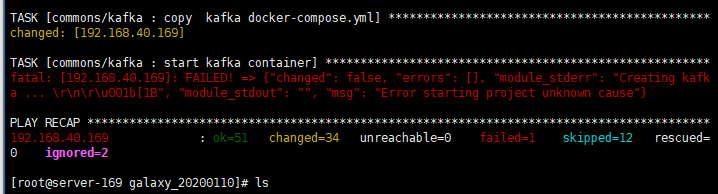 TASK [commons/kafka : copy  kafka docker-compose.yml] *********************************************
changed: [192.168.40.169]
TASK [commons/kafka : start kafka container] ******************************************************
fatal: [192.168.40.169]: FAILED! => {"changed": false, "errors": [], "module_stderr": "Creating kafk
a ... \r\n\r\u001b[1B", "module_stdout": "", "msg": "Error starting project unknown cause"}
PLAY RECAP ****************************************************************************************
192.168.40.169             : ok=51   changed=34   unreachable=0    failed=1    skipped=12   rescued=
0    ignored=2
[root@server-169 galaxy_20200110]# ls